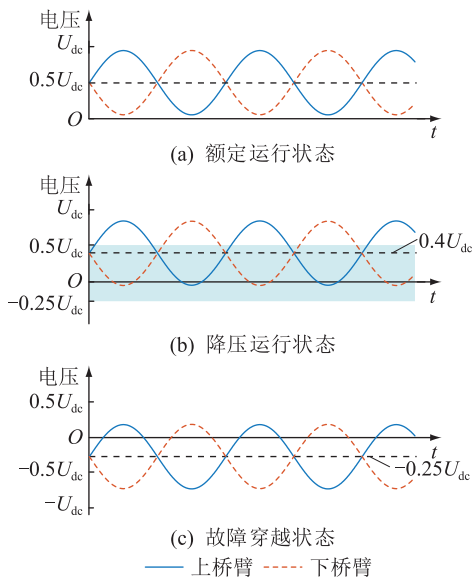 电压
U_dc
0.5U_dc
O
t
(a) 额定运行状态
电压
U_dc
0.5U_dc
0.4U_dc
O
t
−0.25U_dc
(b) 降压运行状态
电压
0.5U_dc
O
t
−0.5U_dc
−0.25U_dc
−U_dc
(c) 故障穿越状态
上桥臂 下桥臂